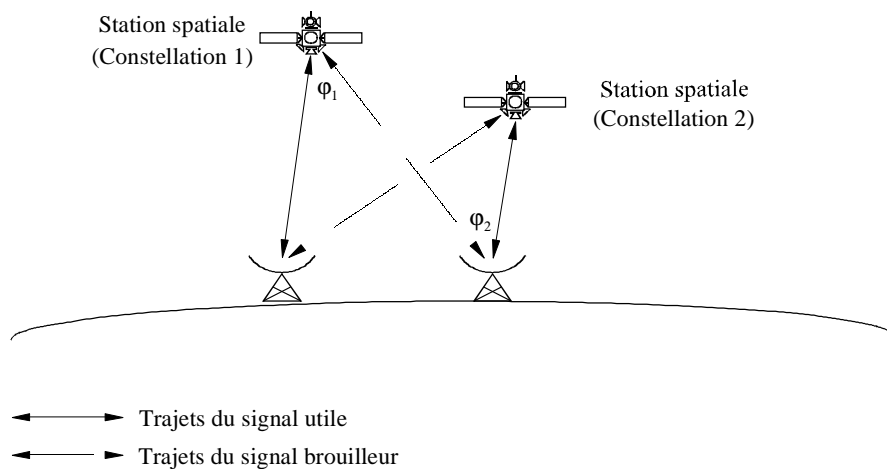 Station spatiale
(Constellation 1)
φ1
Station spatiale
(Constellation 2)
φ2
Trajets du signal utile
Trajets du signal brouilleur